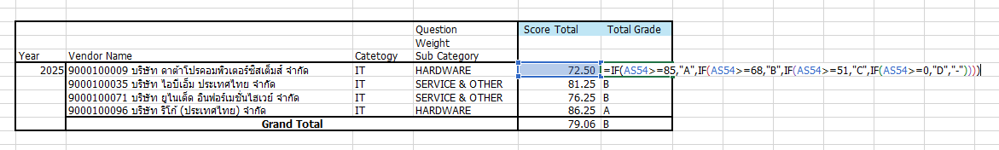 Question Score Total Total Grade
Weight
Year Vendor Name Catetogy Sub Category
2025 9000100009 บริษัท ดาต้าโปรคอมพิวเตอร์ซิสเต็มส์ จำกัด IT HARDWARE 72.50 =IF(AS54>=85,"A",IF(AS54>=68,"B",IF(AS54>=51,"C",IF(AS54>=0,"D","-"))))
9000100035 บริษัท ไอบีเอ็ม ประเทศไทย จำกัด IT SERVICE & OTHER 81.25 B
9000100071 บริษัท ยูไนเต็ด อินฟอร์เมชั่นไฮเวย์ จำกัด IT SERVICE & OTHER 76.25 B
9000100096 บริษัท ริโก้ (ประเทศไทย) จำกัด IT HARDWARE 86.25 A
Grand Total 79.06 B